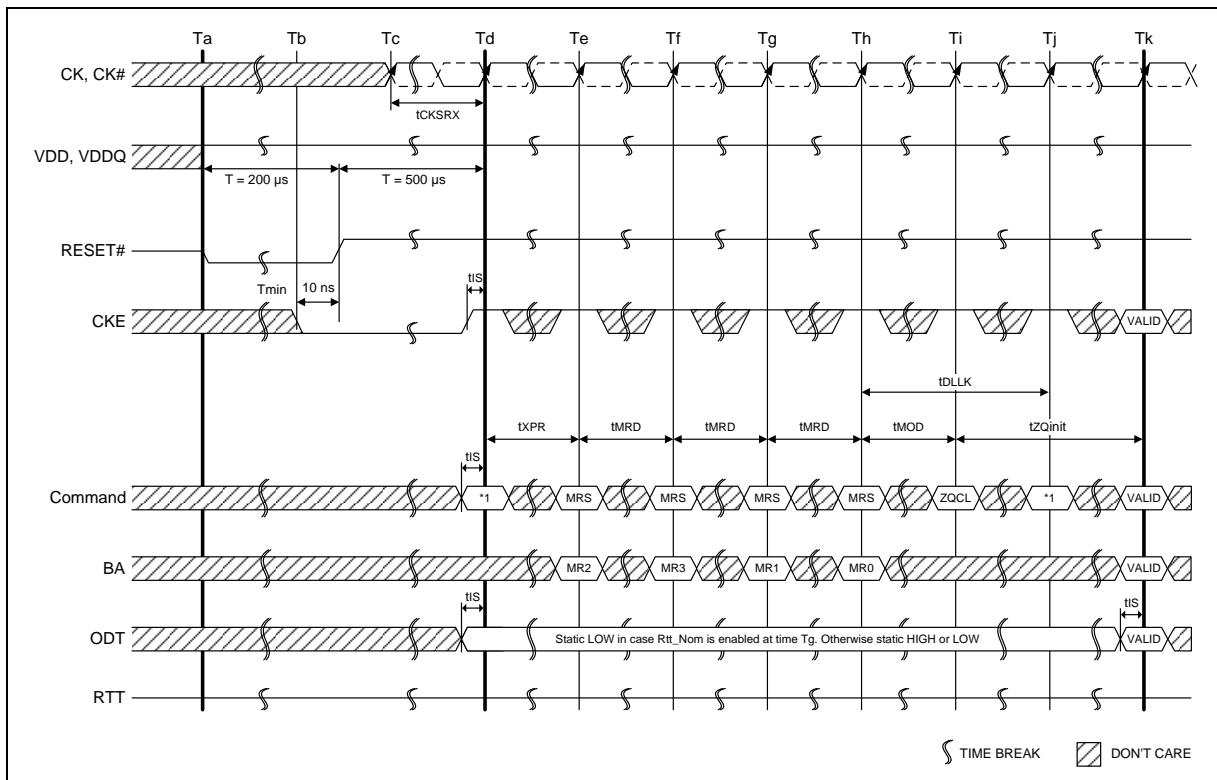 Ta Tb Tc Td Te Tf Tg Th Ti Tj Tk
CK, CK#
tCKSRX
VDD, VDDQ
T = 200 µs T = 500 µs
RESET#
tIS
Tmin 10 ns
CKE VALID
tDLLK
tXPR tMRD tMRD tMRD tMOD tZQinit
tIS
Command *1 MRS MRS MRS MRS ZQCL *1 VALID
BA MR2 MR3 MR1 MR0 VALID
tIS tIS
ODT Static LOW in case Rtt_Nom is enabled at time Tg. Otherwise static HIGH or LOW VALID
RTT
TIME BREAK DON'T CARE